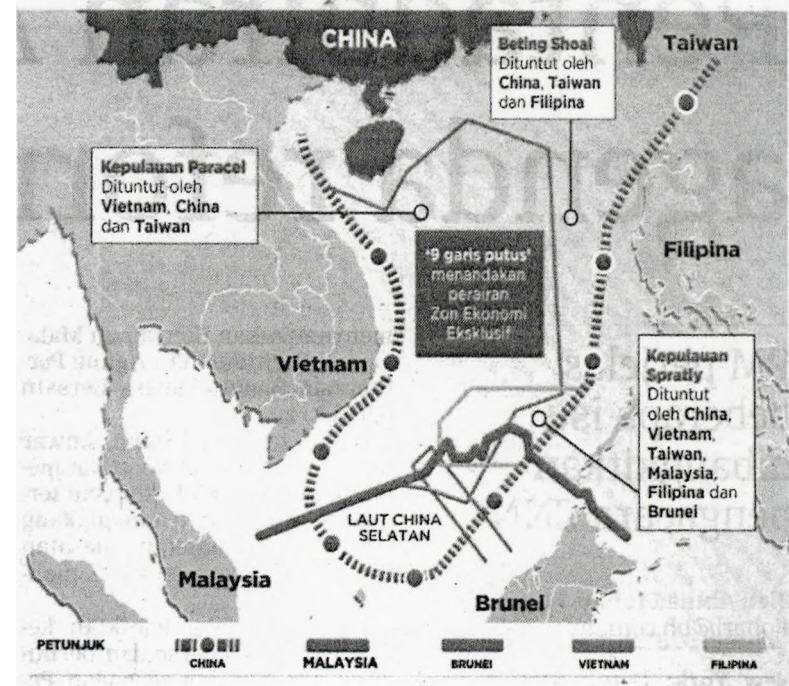 CHINA
Beting Shoal
Dituntut oleh
China, Taiwan
dan Filipina
Taiwan
Kepulauan Paracel
Dituntut oleh
Vietnam, China
dan Taiwan
Filipina
'9 garis putus'
menandakan
perairan
Zon Ekonomi
Eksklusif
Vietnam
Kepulauan
Spratly
Dituntut
oleh China,
Vietnam,
Taiwan,
Malaysia,
Filipina dan
Brunei
LAUT CHINA
SELATAN
Malaysia
Brunei
PETUNJUK
CHINA
MALAYSIA
BRUNEI
VIETNAM
FILIPINA